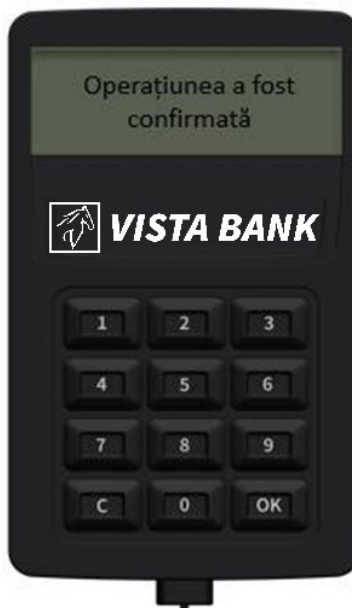 Operațiunea a fost
confirmată
VISTA BANK
1 2 3
4 5 6
7 8 9
C 0 OK